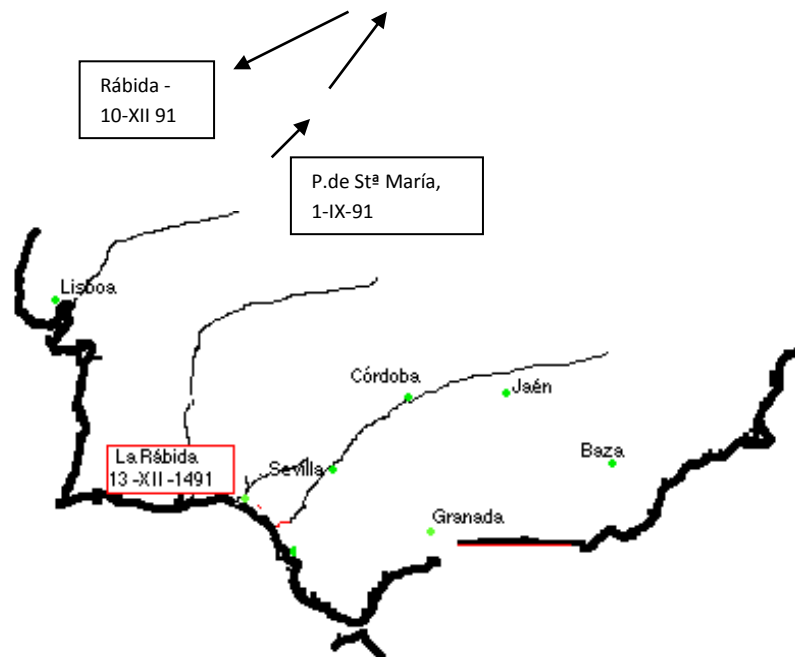 Rábida -
10-XII 91
P.de Stª María,
1-IX-91
Lisboa
Córdoba
Jaén
La Rábida
13 -XII -1491
Sevilla
Baza
Granada